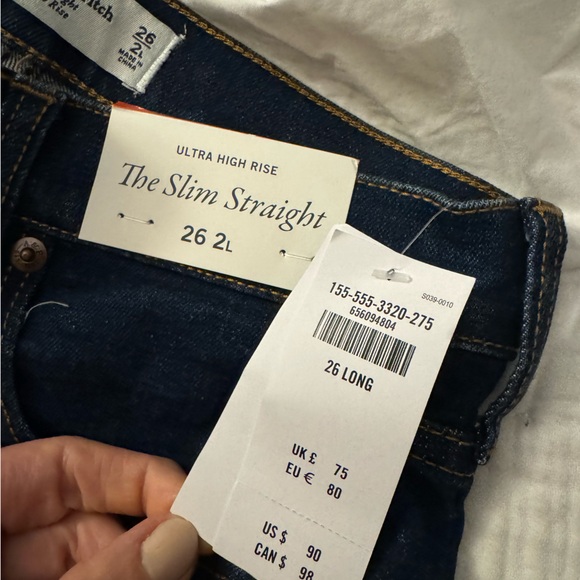 26
2L
MADE IN
CHINA
Rise
ULTRA HIGH RISE
The Slim Straight
26 2L
S039-0010
155-555-3320-275
656094804
26 LONG
UK £ 75
EU € 80
US $ 90
CAN $ 98